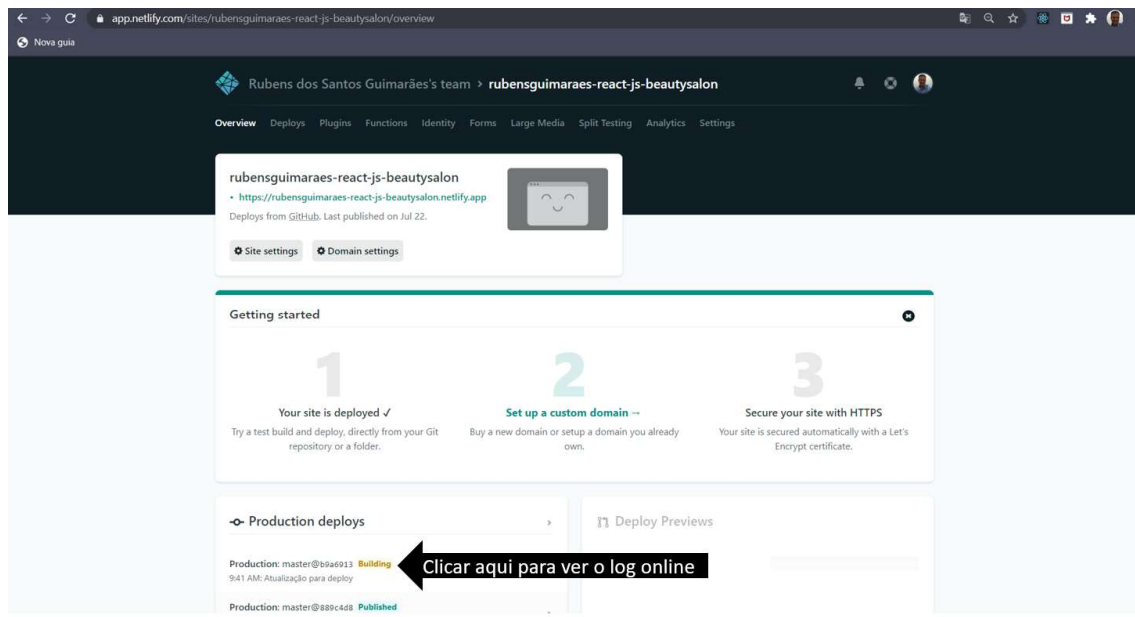 app.netlify.com/sites/rubensguimaraes-react-js-beautysalon/overview
Nova guia
Rubens dos Santos Guimarães's team > rubensguimaraes-react-js-beautysalon
Overview Deploys Plugins Functions Identity Forms Large Media Split Testing Analytics Settings
rubensguimaraes-react-js-beautysalon
• https://rubensguimaraes-react-js-beautysalon.netlify.app
Deploys from GitHub. Last published on Jul 22.
Site settings Domain settings
Getting started
1 2 3
Your site is deployed ✓
Try a test build and deploy, directly from your Git
repository or a folder.
Set up a custom domain →
Buy a new domain or setup a domain you already
own.
Secure your site with HTTPS
Your site is secured automatically with a Let's
Encrypt certificate.
Production deploys ›
Production: master@b9a6913 Building
9:41 AM: Atualização para deploy
Clicar aqui para ver o log online
Production: master@889c4d8 Published
Deploy Previews